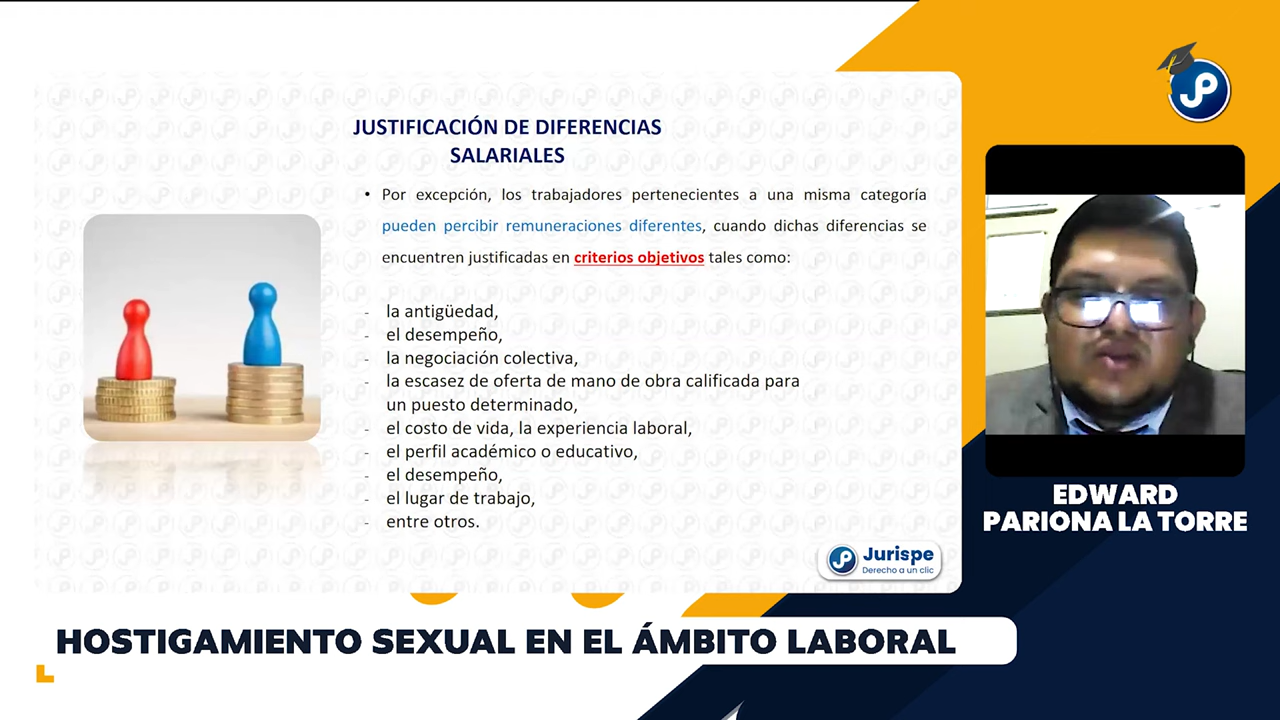 JUSTIFICACIÓN DE DIFERENCIAS
SALARIALES
• Por excepción, los trabajadores pertenecientes a una misma categoría
pueden percibir remuneraciones diferentes, cuando dichas diferencias se
encuentren justificadas en criterios objetivos tales como:
- la antigüedad,
- el desempeño,
- la negociación colectiva,
- la escasez de oferta de mano de obra calificada para
un puesto determinado,
- el costo de vida, la experiencia laboral,
- el perfil académico o educativo,
- el desempeño,
- el lugar de trabajo,
- entre otros.
Jurispe
Derecho a un clic
JP
EDWARD
PARIONA LA TORRE
HOSTIGAMIENTO SEXUAL EN EL ÁMBITO LABORAL